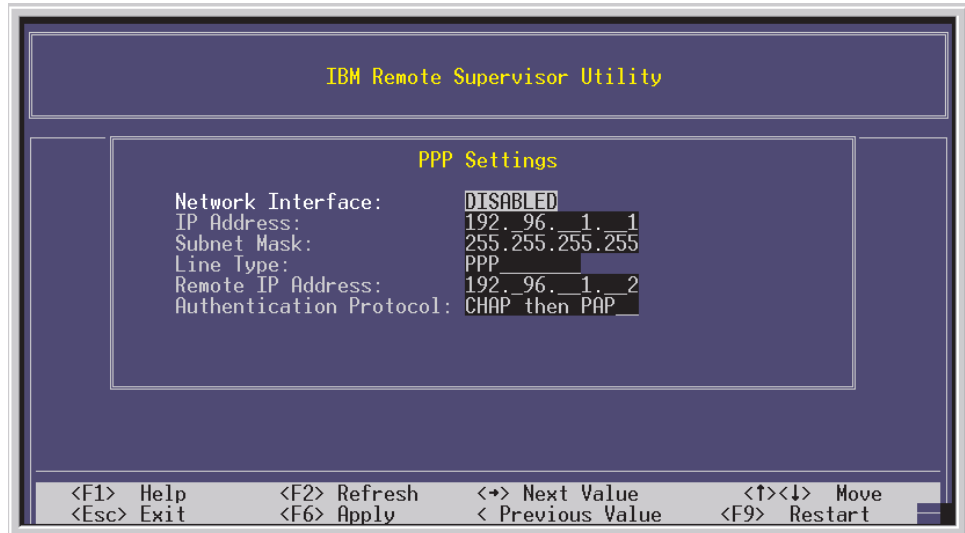 IBM Remote Supervisor Utility
PPP Settings
Network Interface: DISABLED
IP Address: 192._96.__1.__1
Subnet Mask: 255.255.255.255
Line Type: PPP_______
Remote IP Address: 192._96.__1.__2
Authentication Protocol: CHAP then PAP__
<F1> Help <F2> Refresh <→> Next Value <↑><↓> Move
<Esc> Exit <F6> Apply < Previous Value <F9> Restart